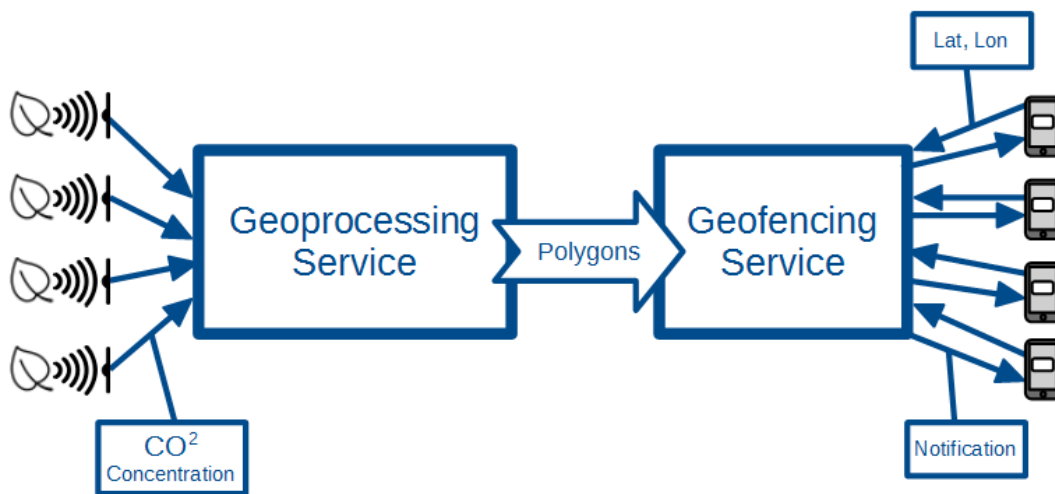 Lat, Lon
Geoprocessing
Service
Polygons
Geofencing
Service
CO²
Concentration
Notification